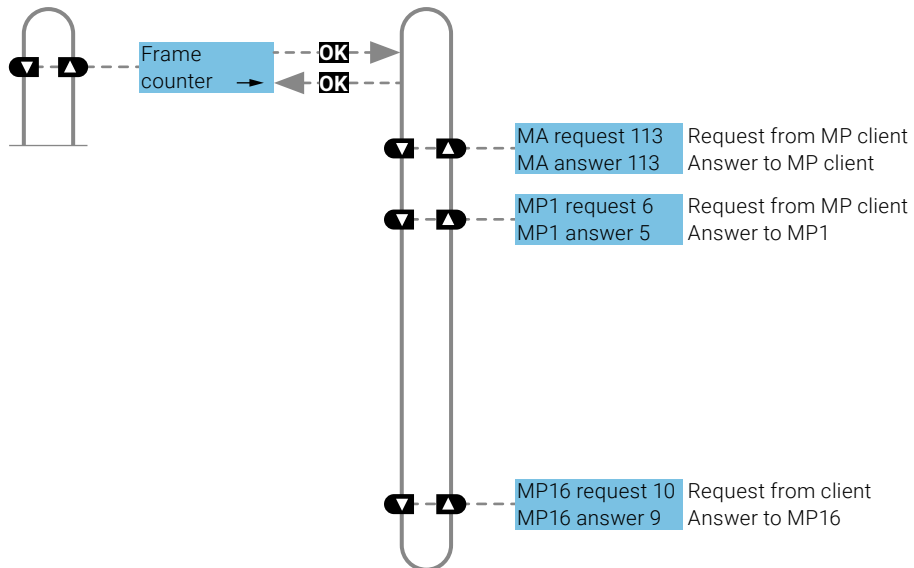 Frame
counter →
OK
OK
MA request 113 Request from MP client
MA answer 113 Answer to MP client
MP1 request 6 Request from MP client
MP1 answer 5 Answer to MP1
MP16 request 10 Request from client
MP16 answer 9 Answer to MP16